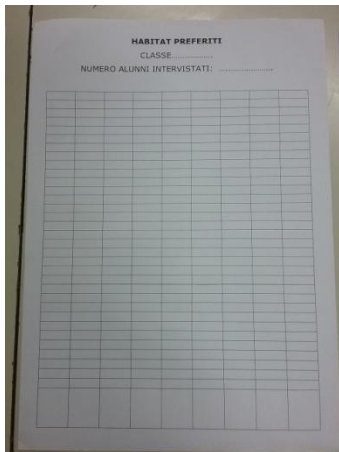 HABITAT PREFERITI
CLASSE..................
NUMERO ALUNNI INTERVISTATI: ......................